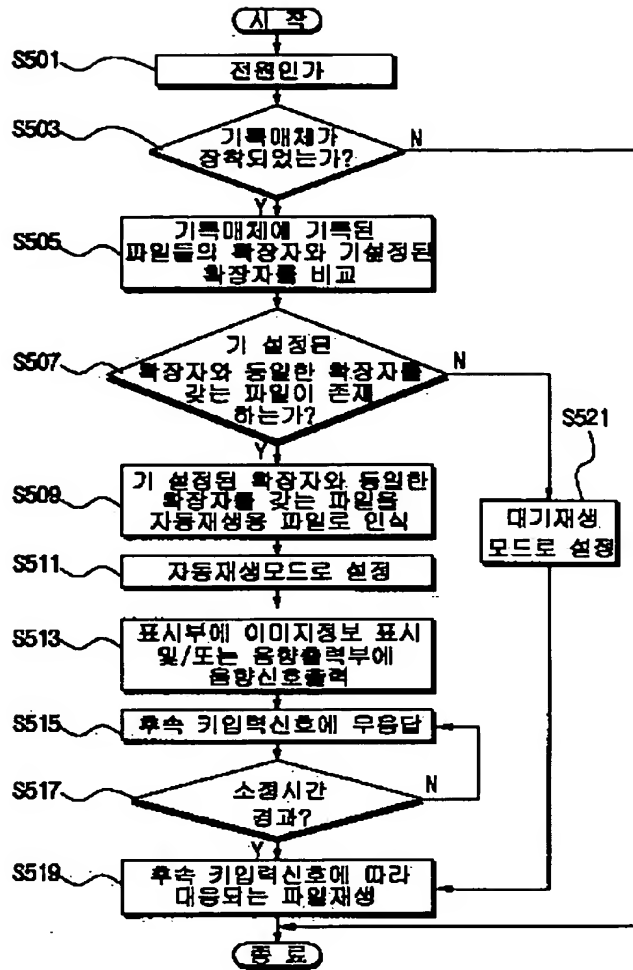 시 작
S501
전원인가
S503
기록매체가
장착되었는가?
N
Y
S505
기록매체에 기록된
파일들의 확장자와 기설정된
확장자를 비교
S507
기 설정된
확장자와 동일한 확장자를
갖는 파일이 존재
하는가?
N
Y
S521
대기재생
모드로 설정
S509
기 설정된 확장자와 동일한
확장자를 갖는 파일을
자동재생용 파일로 인식
S511
자동재생모드로 설정
S513
표시부에 이미지정보 표시
및/또는 음향출력부에
음향신호출력
S515
후속 키입력신호에 무응답
S517
소정시간
경과?
N
Y
S519
후속 키입력신호에 따라
대응되는 파일재생
종 료